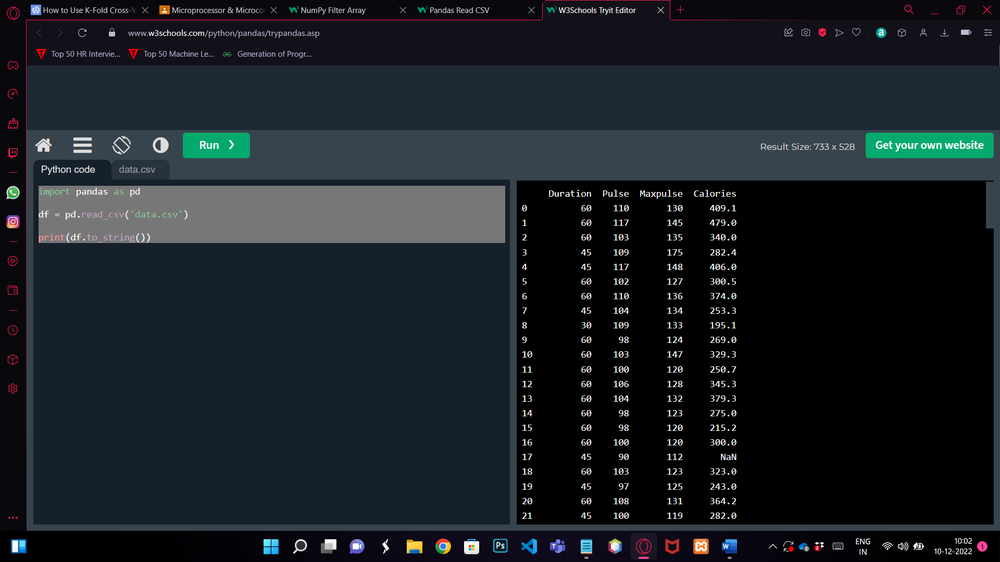 How to Use K-Fold Cross-V
Microprocessor & Microcon
NumPy Filter Array
Pandas Read CSV
W3Schools Tryit Editor
www.w3schools.com/python/pandas/trypandas.asp
Top 50 HR Intervie...
Top 50 Machine Le...
Generation of Progr...
Run ❯
Result Size: 733 x 528
Get your own website
Python code
data.csv
import pandas as pd
df = pd.read_csv('data.csv')
print(df.to_string())
Duration Pulse Maxpulse Calories
0 60 110 130 409.1
1 60 117 145 479.0
2 60 103 135 340.0
3 45 109 175 282.4
4 45 117 148 406.0
5 60 102 127 300.5
6 60 110 136 374.0
7 45 104 134 253.3
8 30 109 133 195.1
9 60 98 124 269.0
10 60 103 147 329.3
11 60 100 120 250.7
12 60 106 128 345.3
13 60 104 132 379.3
14 60 98 123 275.0
15 60 98 120 215.2
16 60 100 120 300.0
17 45 90 112 NaN
18 60 103 123 323.0
19 45 97 125 243.0
20 60 108 131 364.2
21 45 100 119 282.0
ENG
IN
10:02
10-12-2022
1